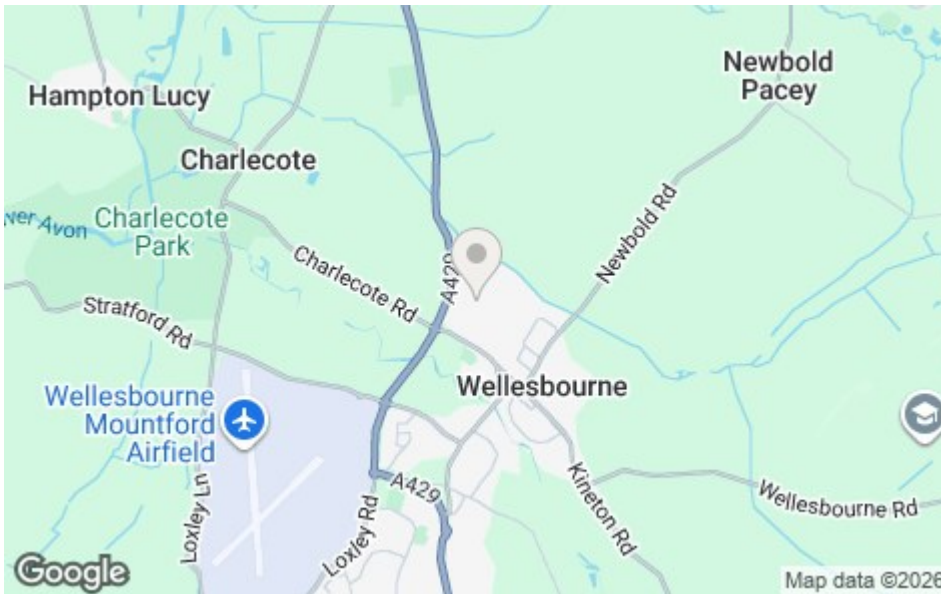 Newbold
Pacey
Hampton Lucy
Charlecote
Newbold Rd
Charlecote
Park
Avon
Charlecote Rd
A429
Stratford Rd
Wellesbourne
Wellesbourne
Mountford
Airfield
Loxley Ln
Loxley Rd
A429
Kineton Rd
Wellesbourne Rd
Google
Map data ©2026